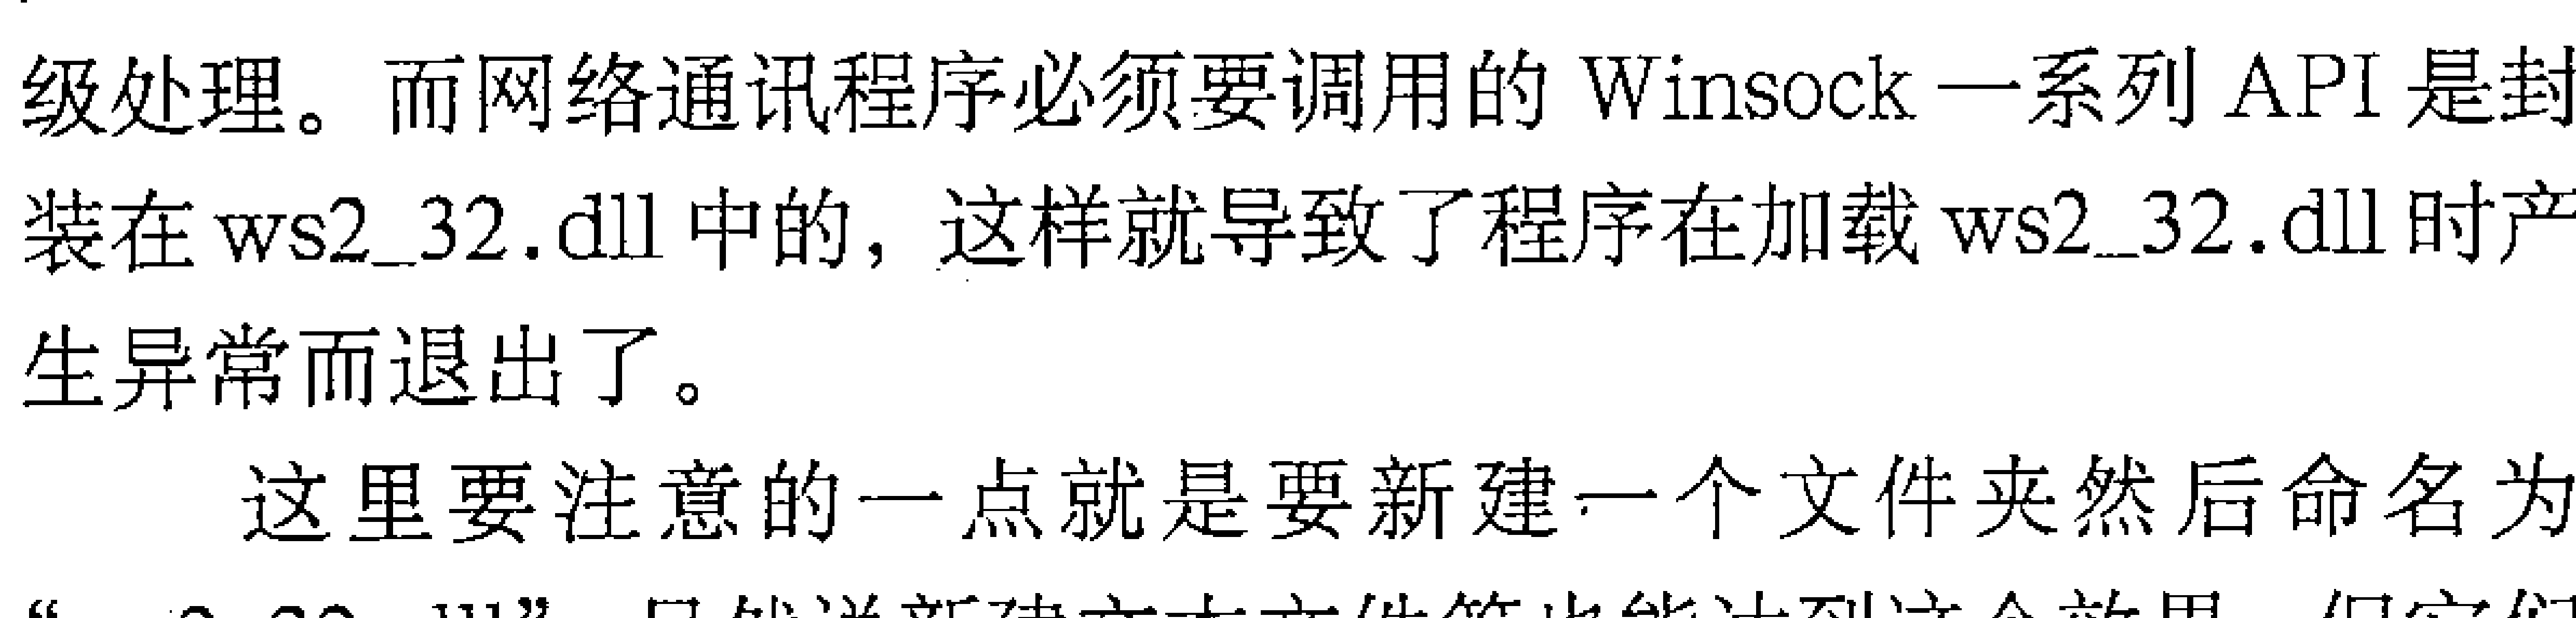 级处理。而网络通讯程序必须要调用的 Winsock 一系列 API 是封
装在 ws2_32.dll 中的，这样就导致了程序在加载 ws2_32.dll 时产
生异常而退出了。
这里要注意的一点就是要新建一个文件夹然后命名为